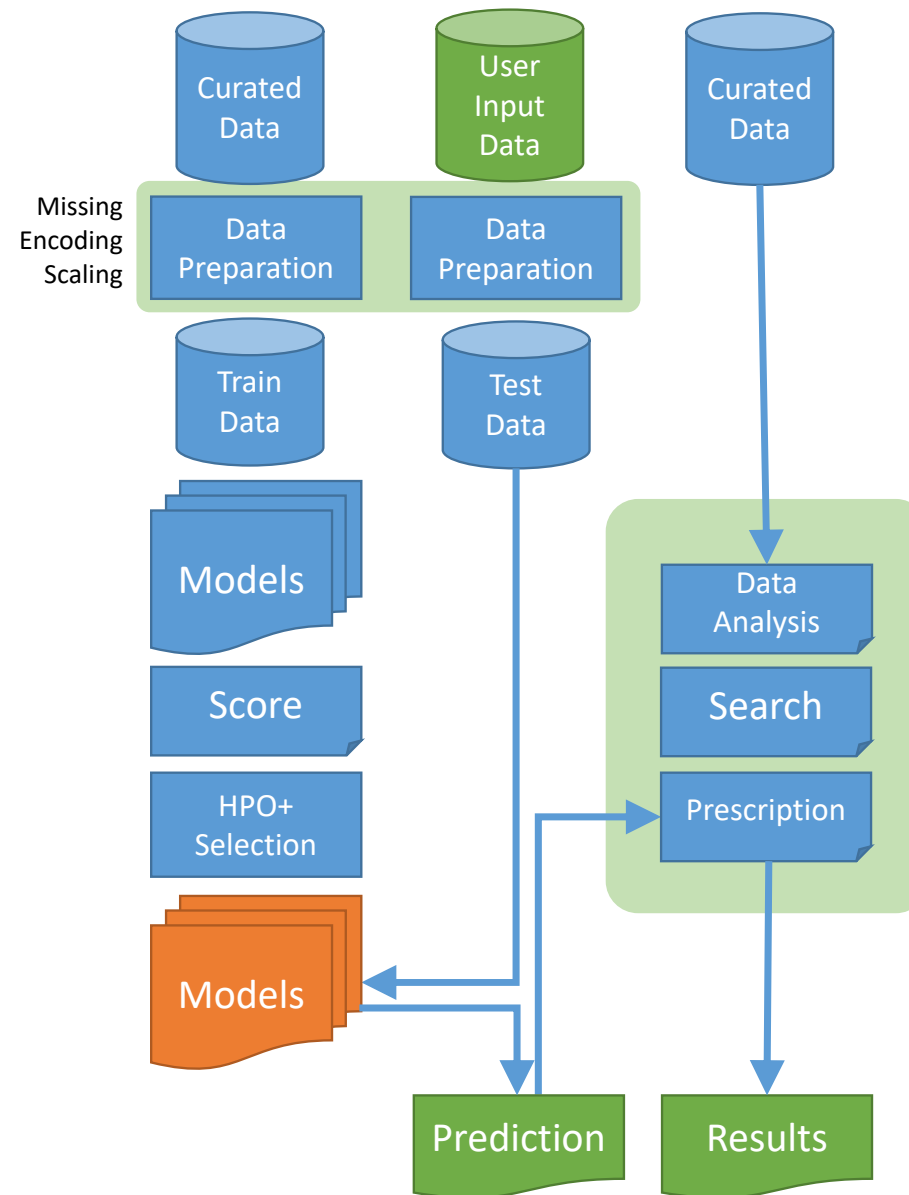 Curated
Data
User
Input
Data
Curated
Data
Missing
Encoding
Scaling
Data
Preparation
Data
Preparation
Train
Data
Test
Data
Models
Data
Analysis
Score
Search
HPO+
Selection
Prescription
Models
Prediction
Results